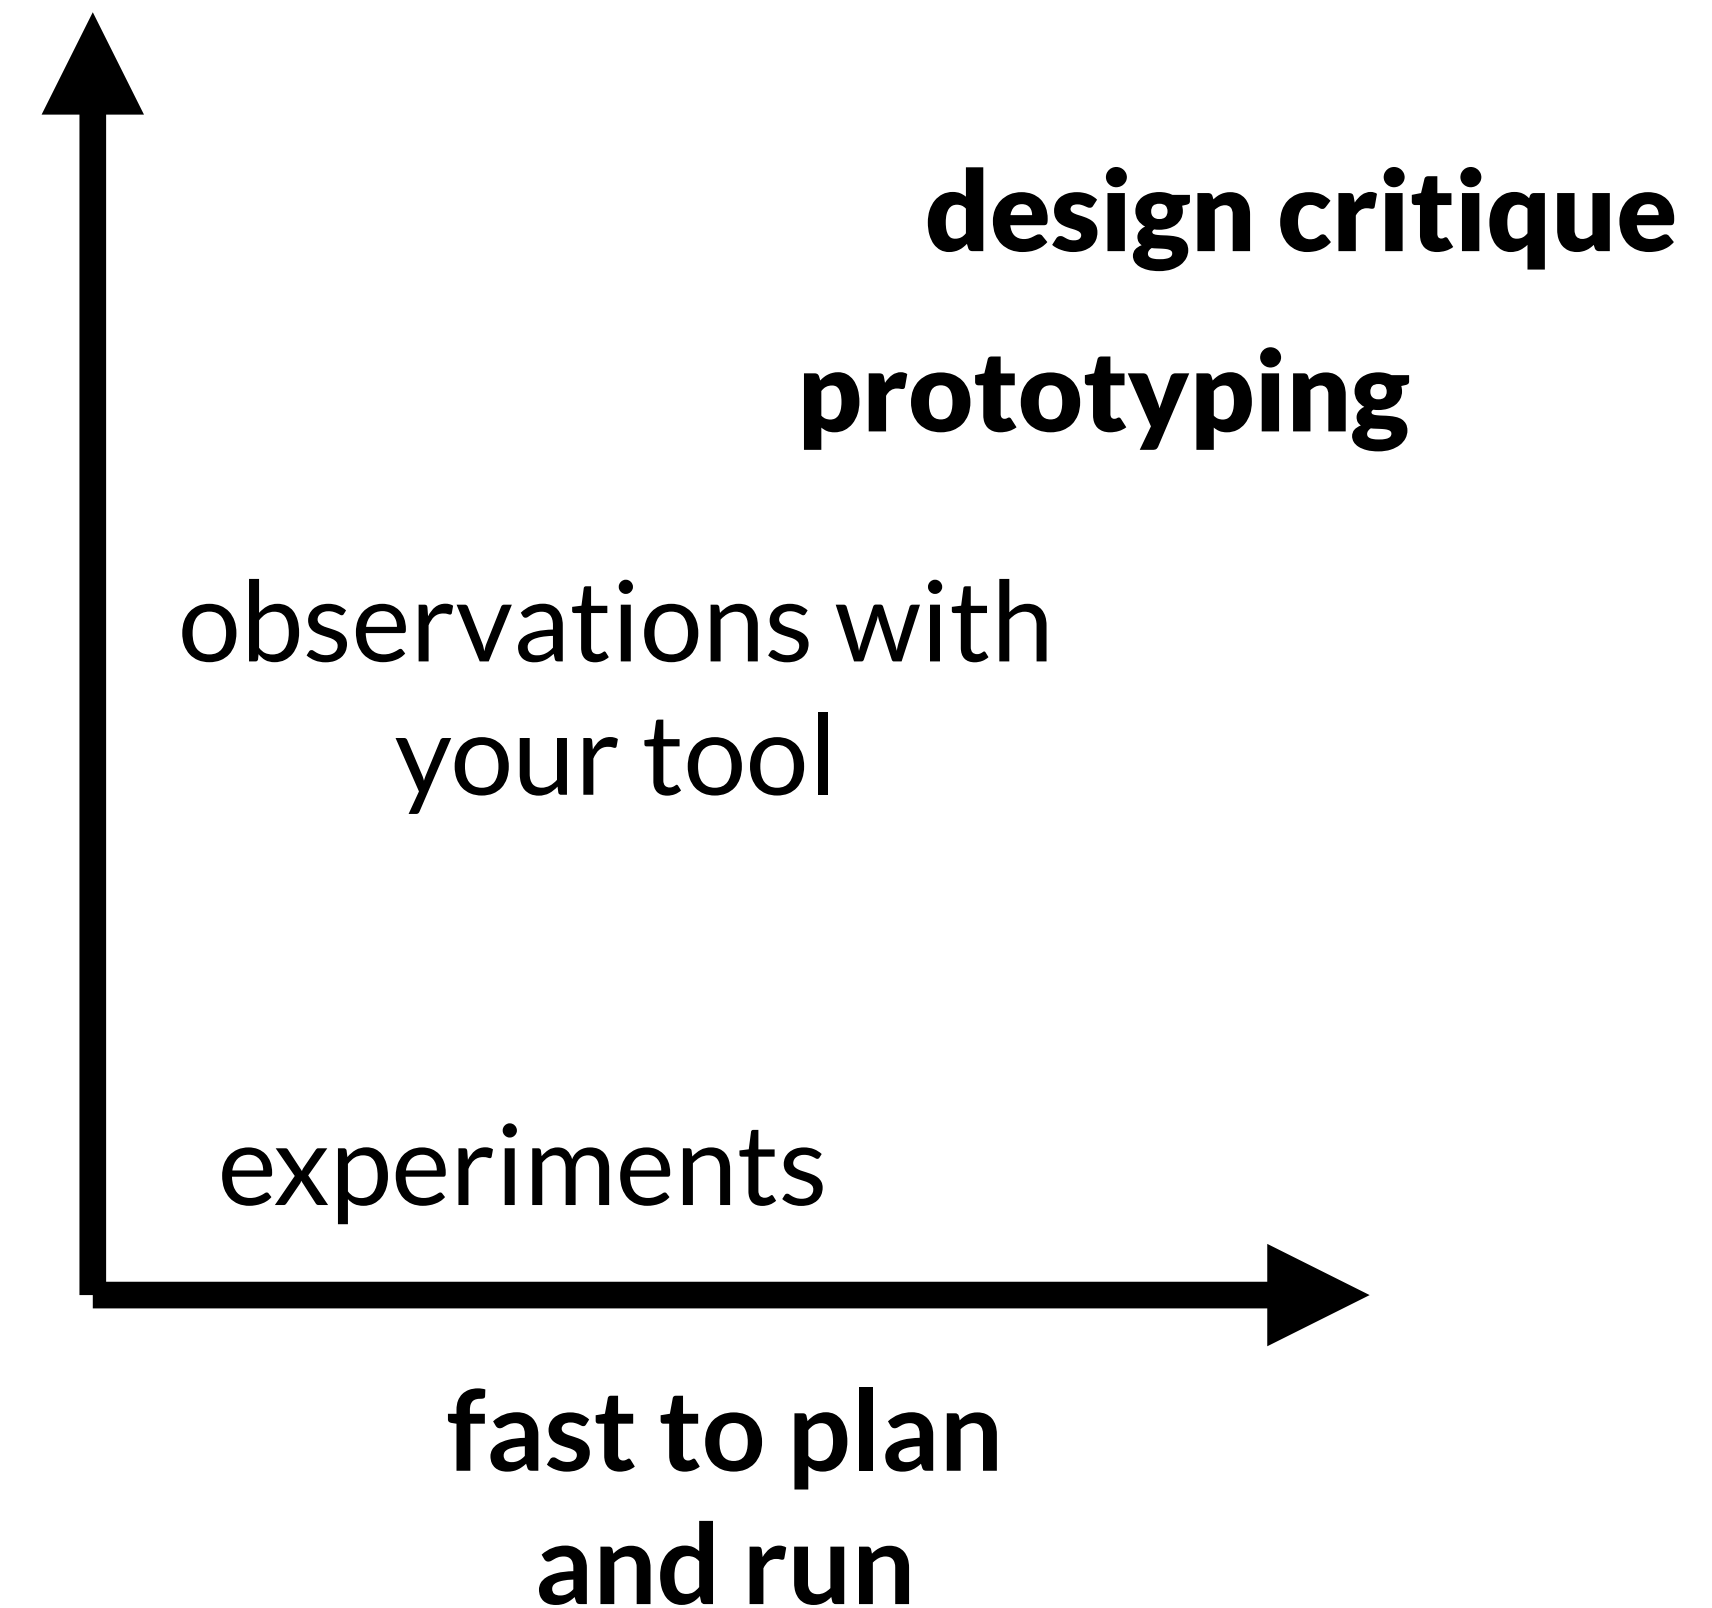 design critique
prototyping
observations with
your tool
experiments
fast to plan
and run